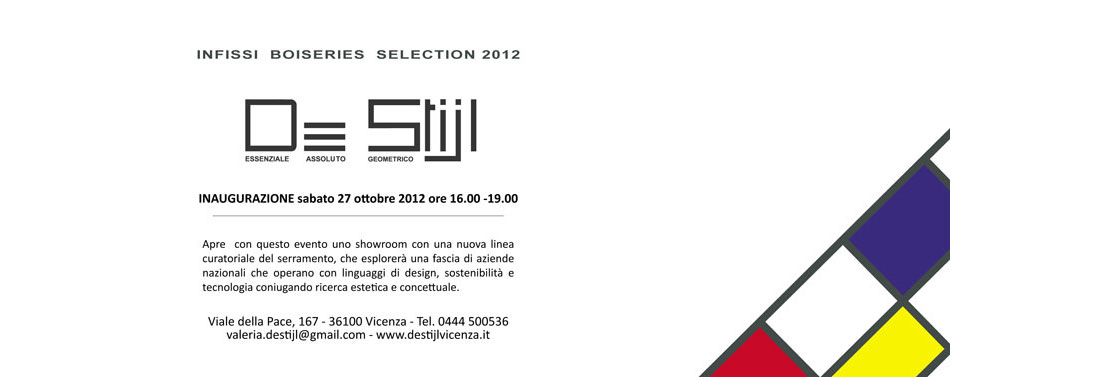 INFISSI BOISERIES SELECTION 2012
De Stijl
ESSENZIALE ASSOLUTO GEOMETRICO
INAUGURAZIONE sabato 27 ottobre 2012 ore 16.00 -19.00
Apre con questo evento uno showroom con una nuova linea
curatoriale del serramento, che esplorerà una fascia di aziende
nazionali che operano con linguaggi di design, sostenibilità e
tecnologia coniugando ricerca estetica e concettuale.
Viale della Pace, 167 - 36100 Vicenza - Tel. 0444 500536
valeria.destijl@gmail.com - www.destijlvicenza.it